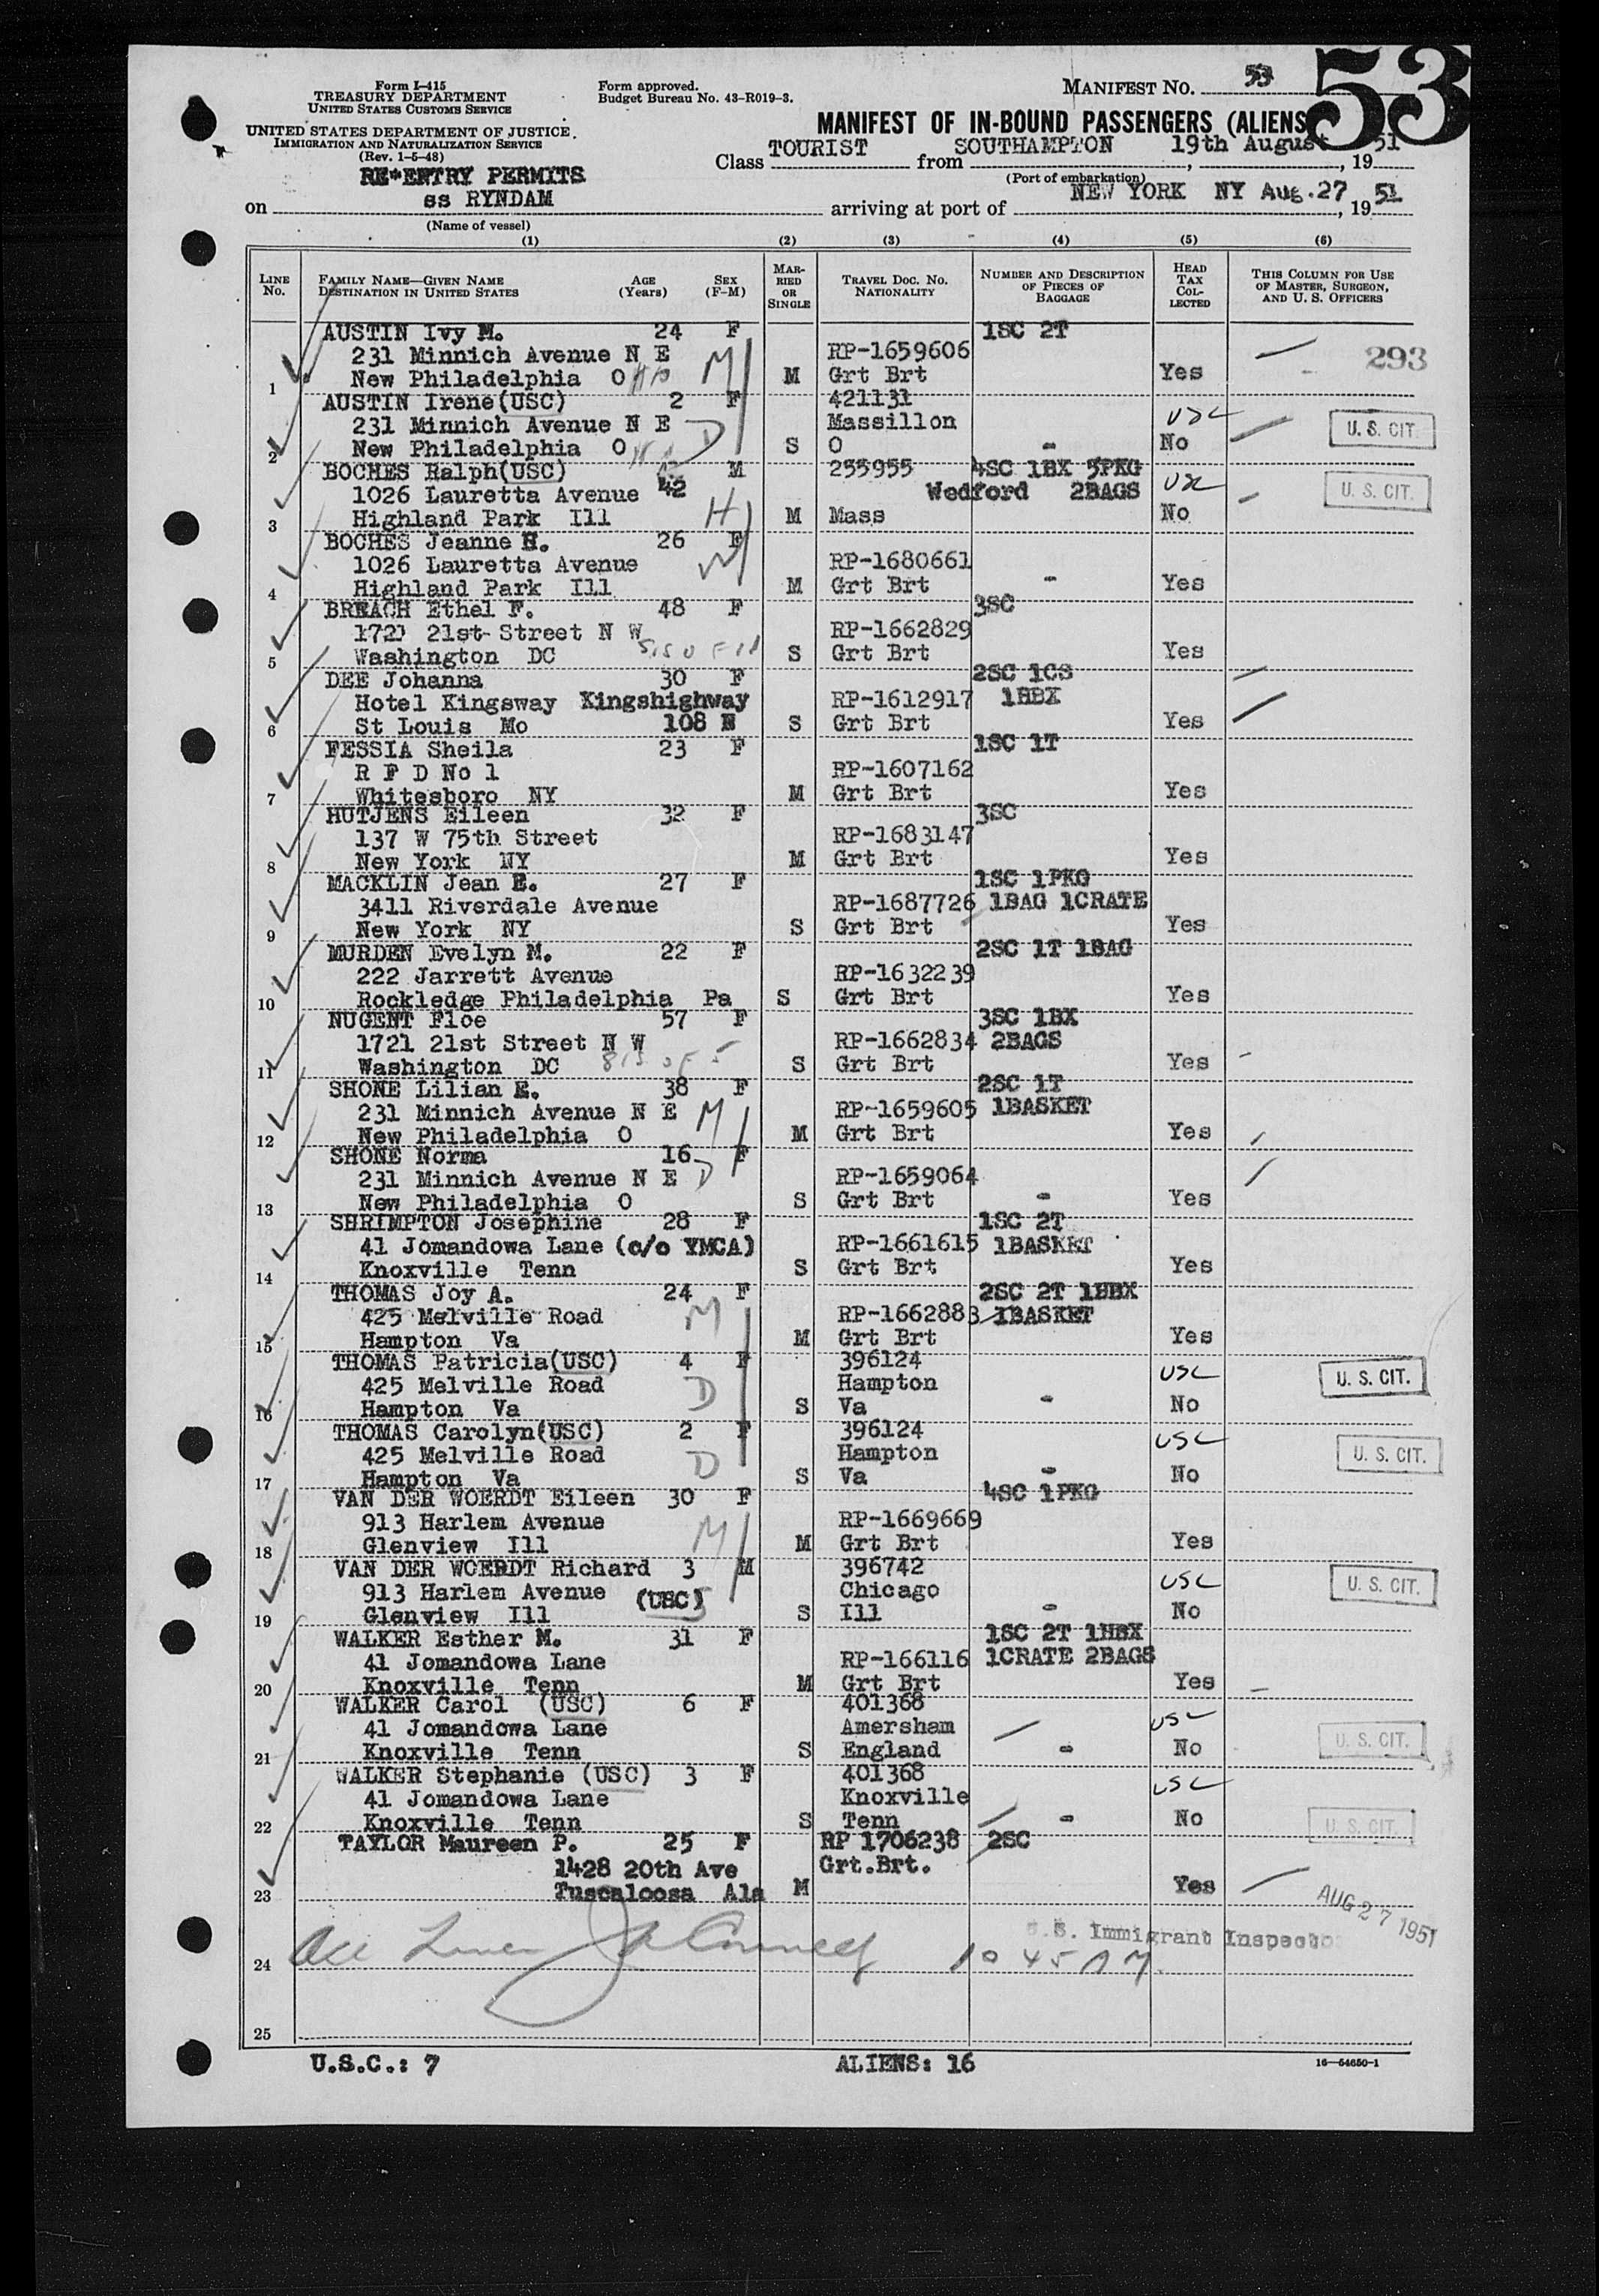 53
Form I-415
TREASURY DEPARTMENT
UNITED STATES CUSTOMS SERVICE
UNITED STATES DEPARTMENT OF JUSTICE
IMMIGRATION AND NATURALIZATION SERVICE
(Rev. 1-5-48)
Form approved.
Budget Bureau No. 43-R019-3.
MANIFEST NO. 53
MANIFEST OF IN-BOUND PASSENGERS (ALIENS
Class TOURIST from SOUTHAMPTON 19th August, 1951
(Port of embarkation)
RE*ENTRY PERMITS
on ss RYNDAM arriving at port of NEW YORK NY Aug.27, 1951
(Name of vessel)
(1) (2) (3) (4) (5) (6)
LINE No. FAMILY NAME—GIVEN NAME DESTINATION IN UNITED STATES AGE (Years) SEX (F-M) MARRIED OR SINGLE TRAVEL DOC. NO. NATIONALITY NUMBER AND DESCRIPTION OF PIECES OF BAGGAGE HEAD TAX COLLECTED THIS COLUMN FOR USE OF MASTER, SURGEON, AND U. S. OFFICERS
AUSTIN Ivy M. 24 F 1SC 2T
231 Minnich Avenue N E M RP-1659606 293
1 New Philadelphia O M Grt Brt Yes
AUSTIN Irene(USC) 2 F 421131
231 Minnich Avenue N E D Massillon USC U. S. CIT.
2 New Philadelphia O S O - No
BOCHES Ralph(USC) M 255955 4SC 1BX 5PKG
1026 Lauretta Avenue 42 Wedford 2BAGS USC U. S. CIT.
3 Highland Park Ill H M Mass No
BOCHES Jeanne H. 26 F
1026 Lauretta Avenue W RP-1680661
4 Highland Park Ill M Grt Brt - Yes
BREACH Ethel F. 48 F 3SC
1721 21st Street N W RP-1662829
5 Washington DC S Grt Brt Yes
DEE Johanna 30 F 2SC 1CS
Hotel Kingsway Kingshighway RP-1612917 1HBX
6 St Louis Mo 108 N S Grt Brt Yes
FESSIA Sheila 23 F 1SC 1T
R F D No 1 RP-1607162
7 Whitesboro NY M Grt Brt Yes
HUTJENS Eileen 32 F 3SC
137 W 75th Street RP-1683147
8 New York NY M Grt Brt Yes
MACKLIN Jean E. 27 F 1SC 1PKG
3411 Riverdale Avenue RP-1687726 1BAG 1CRATE
9 New York NY S Grt Brt Yes
MURDEN Evelyn M. 22 F 2SC 1T 1BAG
222 Jarrett Avenue RP-1632239
10 Rockledge Philadelphia Pa S Grt Brt Yes
NUGENT Floe 57 F 3SC 1BX
1721 21st Street N W RP-1662834 2BAGS
11 Washington DC S Grt Brt Yes
SHONE Lilian E. 38 F 2SC 1T
231 Minnich Avenue N E M RP-1659605 1BASKET
12 New Philadelphia O M Grt Brt Yes
SHONE Norma 16 F
231 Minnich Avenue N E D RP-1659064
13 New Philadelphia O S Grt Brt - Yes
SHRIMPTON Josephine 28 F 1SC 2T
41 Jomandowa Lane (c/o YMCA) RP-1661615 1BASKET
14 Knoxville Tenn S Grt Brt Yes
THOMAS Joy A. 24 F 2SC 2T 1HBX
425 Melville Road M RP-1662883 1BASKET
15 Hampton Va M Grt Brt Yes
THOMAS Patricia(USC) 4 F 396124
425 Melville Road D Hampton USC U. S. CIT.
16 Hampton Va S Va - No
THOMAS Carolyn(USC) 2 F 396124
425 Melville Road D Hampton USC U. S. CIT.
17 Hampton Va S Va - No
VAN DER WOERDT Eileen 30 F 4SC 1PKG
913 Harlem Avenue M RP-1669669
18 Glenview Ill M Grt Brt Yes
VAN DER WOERDT Richard 3 M 396742
913 Harlem Avenue (USC) S Chicago USC U. S. CIT.
19 Glenview Ill S Ill - No
WALKER Esther M. 31 F 1SC 2T 1HBX
41 Jomandowa Lane RP-166116 1CRATE 2BAGS
20 Knoxville Tenn M Grt Brt Yes
WALKER Carol (USC) 6 F 401368
41 Jomandowa Lane Amersham USC U. S. CIT.
21 Knoxville Tenn S England - No
WALKER Stephanie (USC) 3 F 401368
41 Jomandowa Lane Knoxville USC U. S. CIT.
22 Knoxville Tenn S Tenn - No
TAYLOR Maureen P. 25 F RP 1706238 2SC
1428 20th Ave Grt.Brt.
23 Tuscaloosa Ala M Yes
AUG 27 1951
U.S. Immigrant Inspector
24 10 45 AM.
25
U.S.C.: 7 ALIENS: 16 16—54650-1